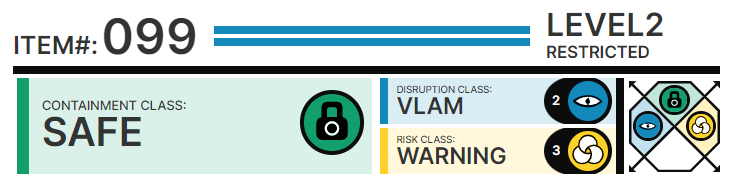 ITEM#: 099
LEVEL2
RESTRICTED
CONTAINMENT CLASS:
SAFE
DISRUPTION CLASS:
VLAM
2
RISK CLASS:
WARNING
3